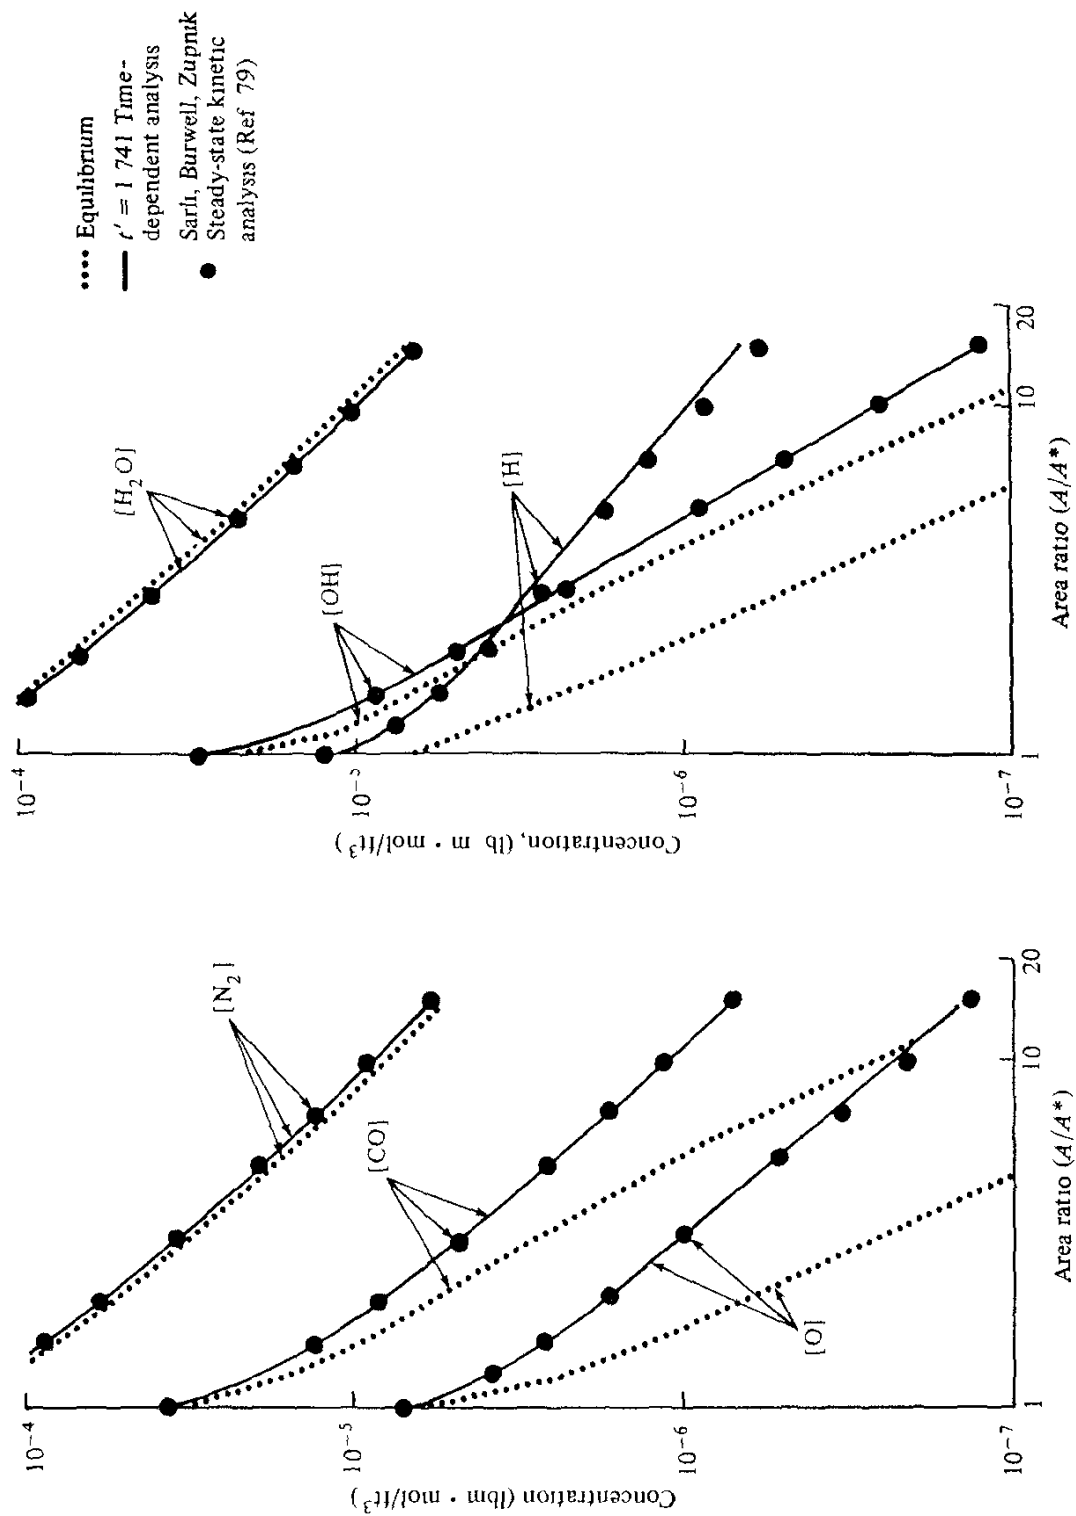 10⁻⁴
10⁻⁵
10⁻⁶
10⁻⁷
Concentration (lbm · mol/ft³)
[N₂]
[CO]
[O]
1
10
20
Area ratio (A/A*)
10⁻⁴
10⁻⁵
10⁻⁶
10⁻⁷
Concentration, (lb m · mol/ft³)
[H₂O]
[OH]
[H]
1
10
20
Area ratio (A/A*)
Equilibrium
t′ = 1 741 Time-
dependent analysis
Sarli, Burwell, Zupnik
Steady-state kinetic
analysis (Ref 79)